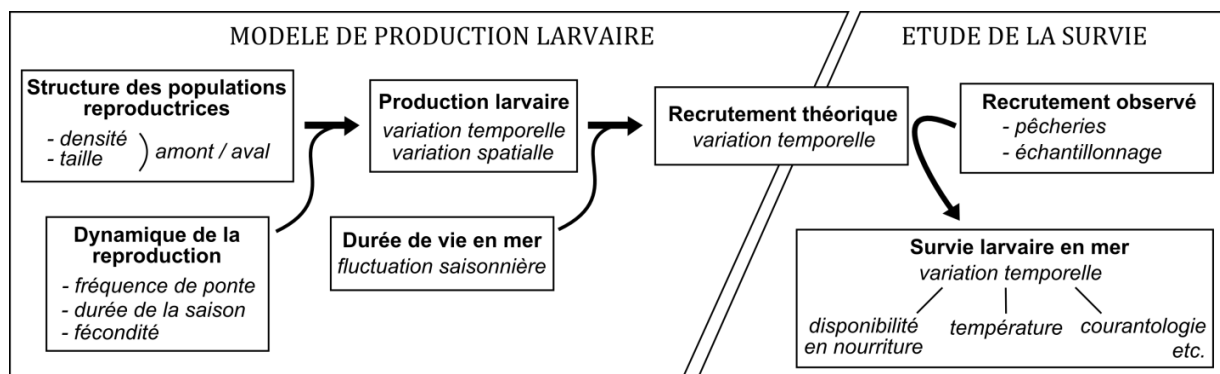 MODELE DE PRODUCTION LARVAIRE
ETUDE DE LA SURVIE
Structure des populations
reproductrices
- densité
- taille
) amont / aval
Production larvaire
variation temporelle
variation spatialle
Recrutement théorique
variation temporelle
Recrutement observé
- pêcheries
- échantillonnage
Dynamique de la
reproduction
- fréquence de ponte
- durée de la saison
- fécondité
Durée de vie en mer
fluctuation saisonnière
Survie larvaire en mer
variation temporelle
disponibilité
en nourriture
température
courantologie
etc.